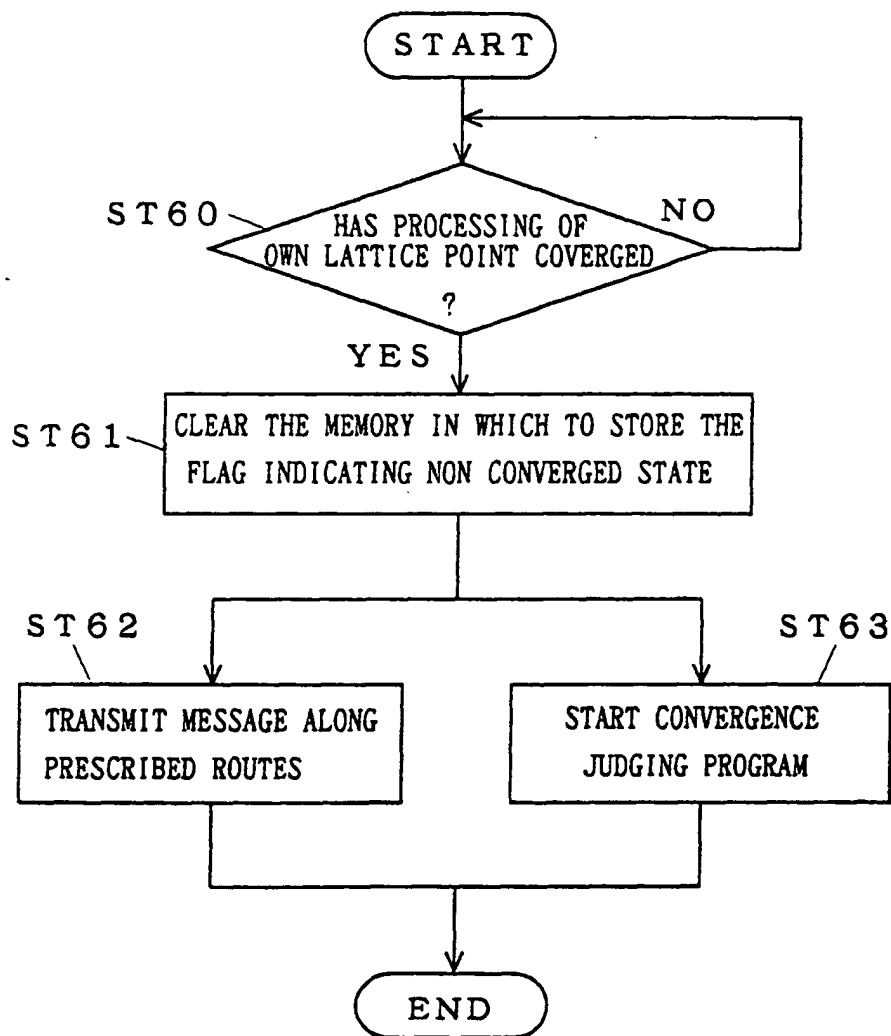 START
ST60
HAS PROCESSING OF
NO
OWN LATTICE POINT COVERGED
?
YES
ST61
CLEAR THE MEMORY IN WHICH TO STORE THE
FLAG INDICATING NON CONVERGED STATE
ST62
ST63
TRANSMIT MESSAGE ALONG
PRESCRIBED ROUTES
START CONVERGENCE
JUDGING PROGRAM
END